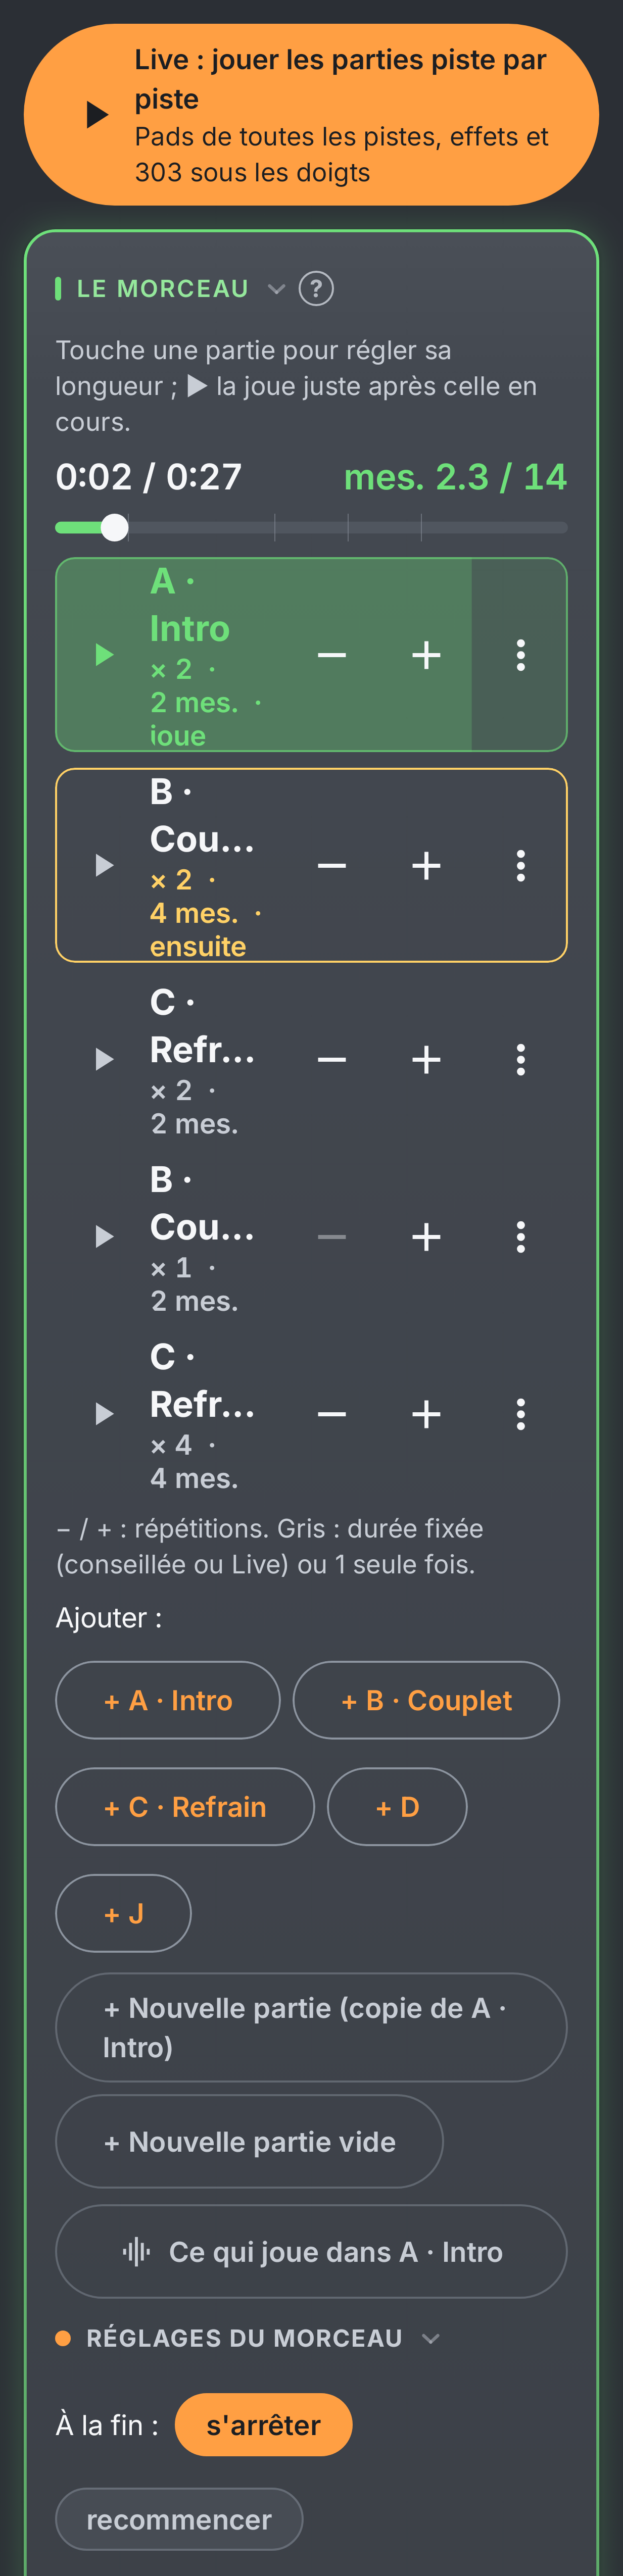 Live : jouer les parties piste par
piste
Pads de toutes les pistes, effets et
303 sous les doigts
LE MORCEAU
?
Touche une partie pour régler sa
longueur ; ▶ la joue juste après celle en
cours.
0:02 / 0:27
mes. 2.3 / 14
A ·
Intro
× 2 ·
2 mes. ·
joue
B ·
Cou...
× 2 ·
4 mes. ·
ensuite
C ·
Refr...
× 2 ·
2 mes.
B ·
Cou...
× 1 ·
2 mes.
C ·
Refr...
× 4 ·
4 mes.
− / + : répétitions. Gris : durée fixée
(conseillée ou Live) ou 1 seule fois.
Ajouter :
+ A · Intro
+ B · Couplet
+ C · Refrain
+ D
+ J
+ Nouvelle partie (copie de A ·
Intro)
+ Nouvelle partie vide
Ce qui joue dans A · Intro
RÉGLAGES DU MORCEAU
À la fin :
s'arrêter
recommencer